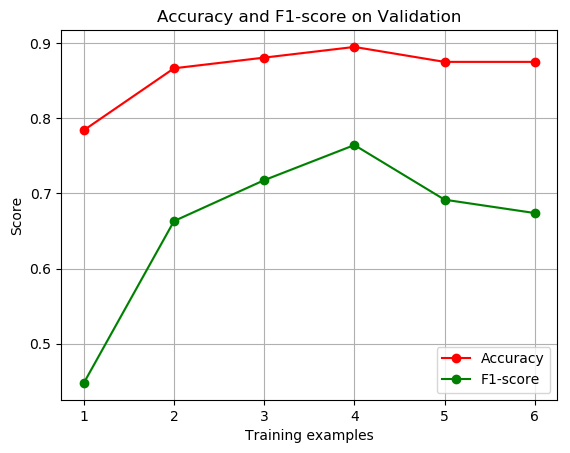 Accuracy and F1-score on Validation
0.9
0.8
0.7
0.6
0.5
Score
1 2 3 4 5 6
Training examples
Accuracy
F1-score